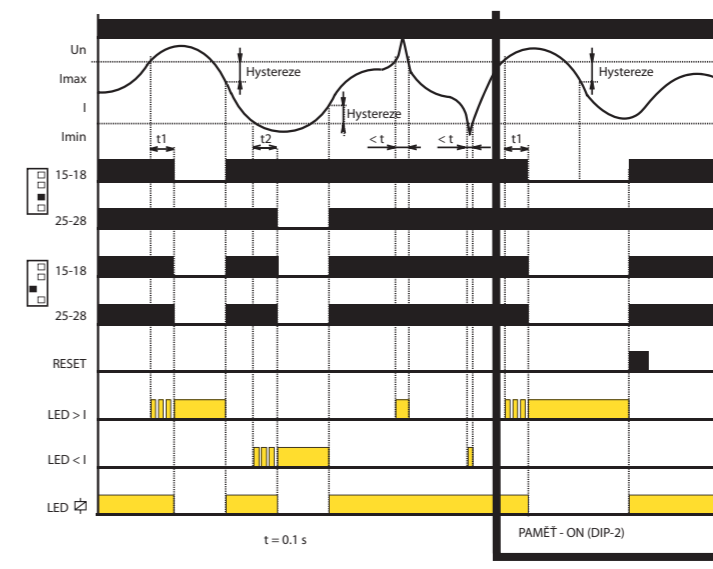 Un
Imax
I
Imin
Hystereze
Hystereze
Hystereze
t1
t2
< t
< t
t1
15-18
25-28
15-18
25-28
RESET
LED > I
LED < I
LED
t = 0.1 s
PAMĚŤ - ON (DIP-2)